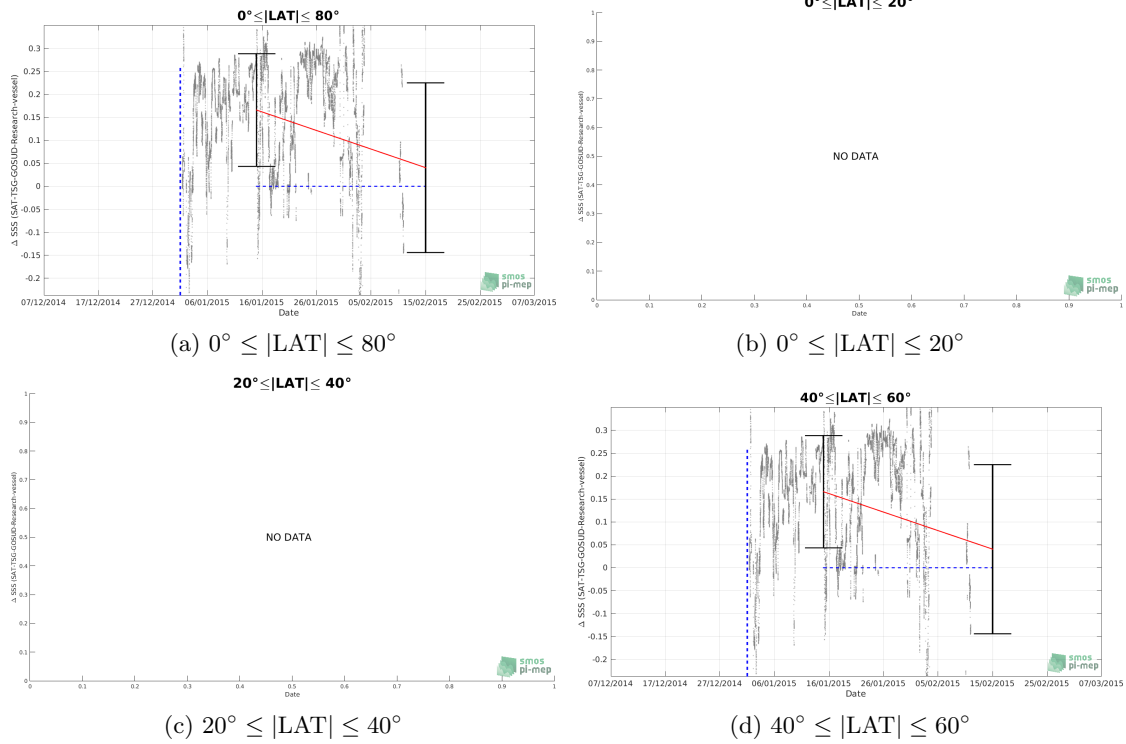 0°≤|LAT|≤ 80°
Δ SSS (SAT-TSG-GOSUD-Research-vessel)
0.3
0.25
0.2
0.15
0.1
0.05
0
-0.05
-0.1
-0.15
-0.2
07/12/2014 17/12/2014 27/12/2014 06/01/2015 16/01/2015 26/01/2015 05/02/2015 15/02/2015 25/02/2015 07/03/2015
Date
smos
pi-mep
(a) 0° ≤ |LAT| ≤ 80°
0°≤|LAT|≤ 20°
Δ SSS (SAT-TSG-GOSUD-Research-vessel)
1
0.9
0.8
0.7
0.6
0.5
0.4
0.3
0.2
0.1
0
NO DATA
0 0.1 0.2 0.3 0.4 0.5 0.6 0.7 0.8 0.9 1
Date
smos
pi-mep
(b) 0° ≤ |LAT| ≤ 20°
20°≤|LAT|≤ 40°
Δ SSS (SAT-TSG-GOSUD-Research-vessel)
1
0.9
0.8
0.7
0.6
0.5
0.4
0.3
0.2
0.1
0
NO DATA
0 0.1 0.2 0.3 0.4 0.5 0.6 0.7 0.8 0.9 1
Date
smos
pi-mep
(c) 20° ≤ |LAT| ≤ 40°
40°≤|LAT|≤ 60°
Δ SSS (SAT-TSG-GOSUD-Research-vessel)
0.3
0.25
0.2
0.15
0.1
0.05
0
-0.05
-0.1
-0.15
-0.2
07/12/2014 17/12/2014 27/12/2014 06/01/2015 16/01/2015 26/01/2015 05/02/2015 15/02/2015 25/02/2015 07/03/2015
Date
smos
pi-mep
(d) 40° ≤ |LAT| ≤ 60°